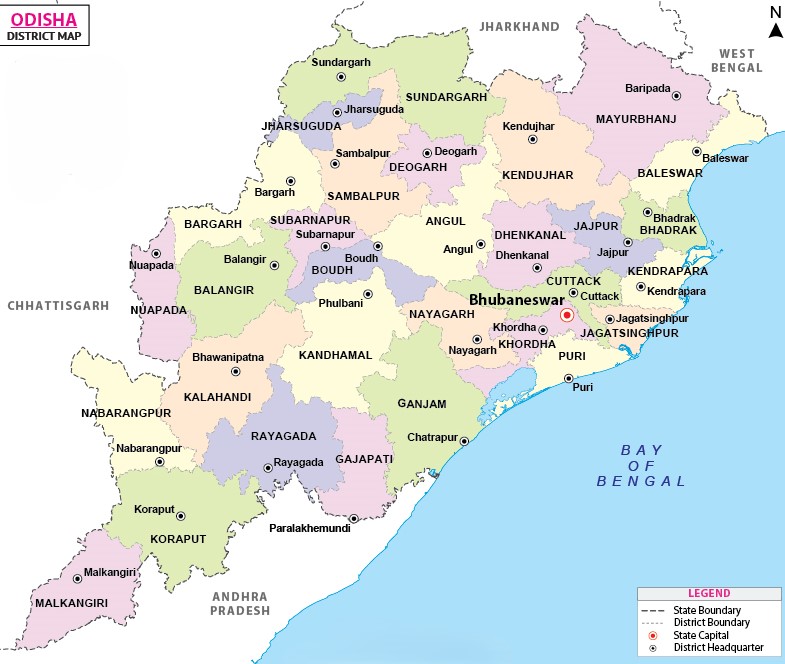 ODISHA
DISTRICT MAP
JHARKHAND
N
WEST
BENGAL
Sundargarh
SUNDARGARH
Baripada
MAYURBHANJ
Jharsuguda
JHARSUGUDA
Kendujhar
KENDUJHAR
Sambalpur
SAMBALPUR
Deogarh
DEOGARH
Baleswar
BALESWAR
Bargarh
BARGARH
SUBARNAPUR
Subarnapur
ANGUL
Angul
DHENKANAL
Dhenkanal
JAJPUR
Jajpur
Bhadrak
BHADRAK
Nuapada
NUAPADA
Balangir
BALANGIR
Boudh
BOUDH
KENDRAPARA
Kendrapara
CUTTACK
Cuttack
Bhubaneswar
CHHATTISGARH
Phulbani
KANDHAMAL
NAYAGARH
Nayagarh
Khordha
KHORDHA
Jagatsinghpur
JAGATSINGHPUR
PURI
Puri
Bhawanipatna
KALAHANDI
GANJAM
Chatrapur
NABARANGPUR
Nabarangpur
RAYAGADA
Rayagada
GAJAPATI
Paralakhemundi
BAY
OF
BENGAL
Koraput
KORAPUT
Malkangiri
MALKANGIRI
ANDHRA
PRADESH
LEGEND
State Boundary
District Boundary
State Capital
District Headquarter